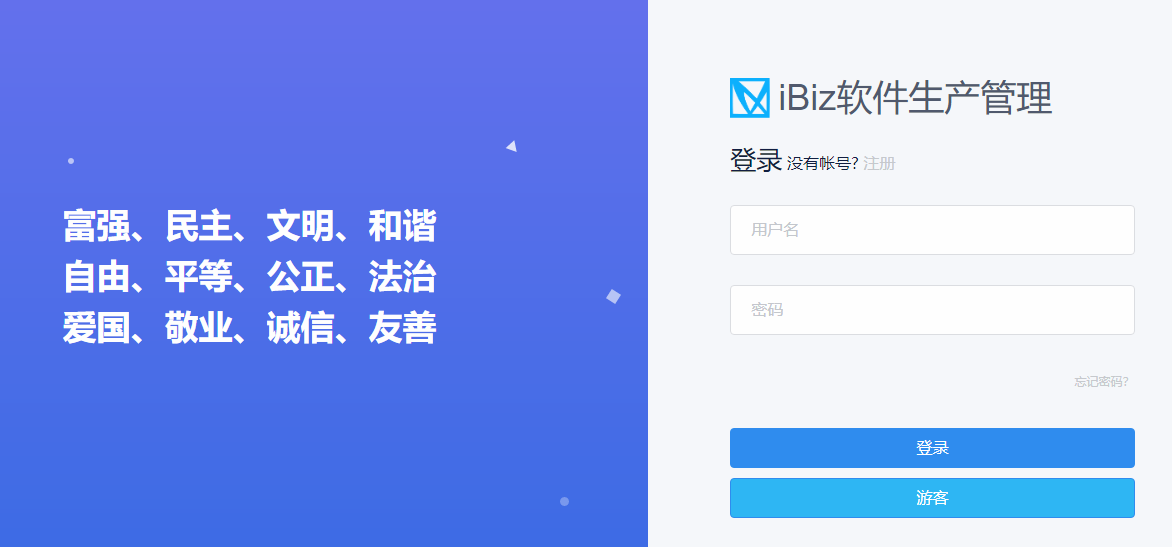 富强、民主、文明、和谐
自由、平等、公正、法治
爱国、敬业、诚信、友善
iBiz软件生产管理
登录 没有帐号? 注册
用户名
密码
忘记密码?
登录
游客